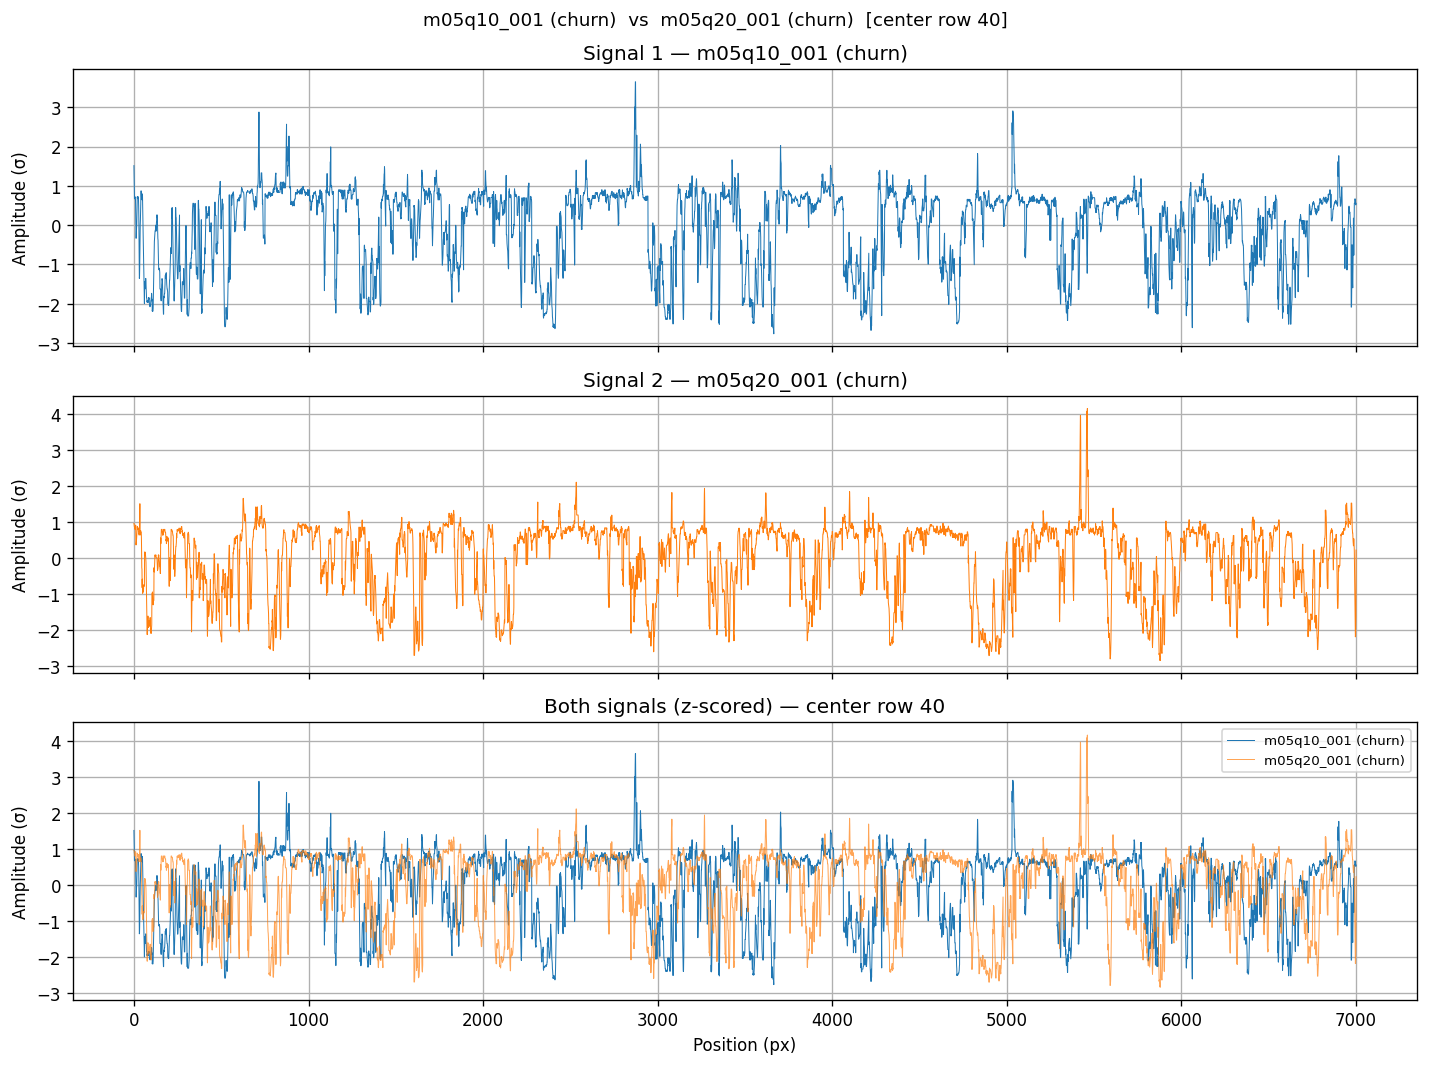 m05q10_001 (churn)  vs  m05q20_001 (churn)  [center row 40]
Signal 1 — m05q10_001 (churn)
Amplitude (σ)
3
2
1
0
−1
−2
−3
Signal 2 — m05q20_001 (churn)
Amplitude (σ)
4
3
2
1
0
−1
−2
−3
Both signals (z-scored) — center row 40
Amplitude (σ)
4
3
2
1
0
−1
−2
−3
m05q10_001 (churn)
m05q20_001 (churn)
0 1000 2000 3000 4000 5000 6000 7000
Position (px)